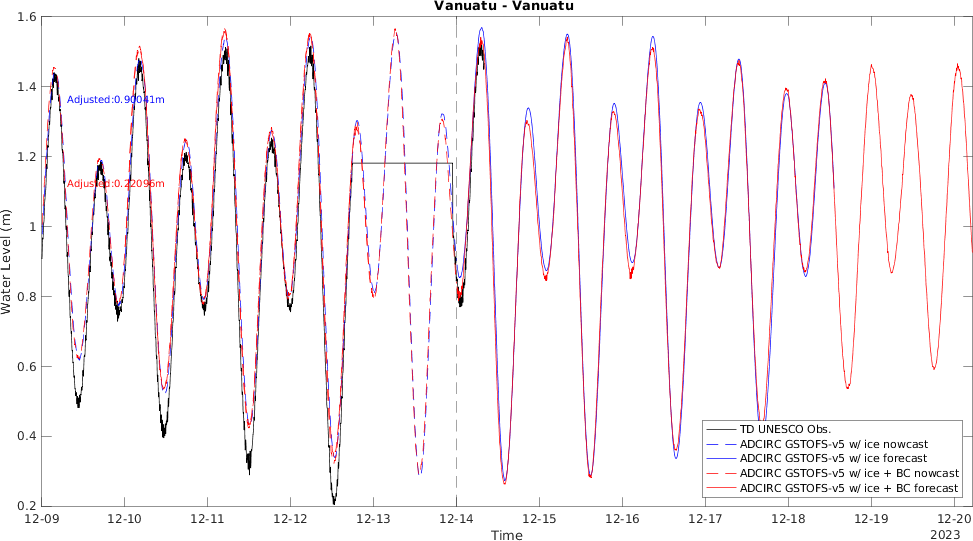 Vanuatu - Vanuatu
1.6
1.4
1.2
1
0.8
0.6
0.4
0.2
Water Level (m)
Adjusted:0.90041m
Adjusted:0.22096m
TD UNESCO Obs.
ADCIRC GSTOFS-v5 w/ ice nowcast
ADCIRC GSTOFS-v5 w/ ice forecast
ADCIRC GSTOFS-v5 w/ ice + BC nowcast
ADCIRC GSTOFS-v5 w/ ice + BC forecast
12-09 12-10 12-11 12-12 12-13 12-14 12-15 12-16 12-17 12-18 12-19 12-20
2023
Time